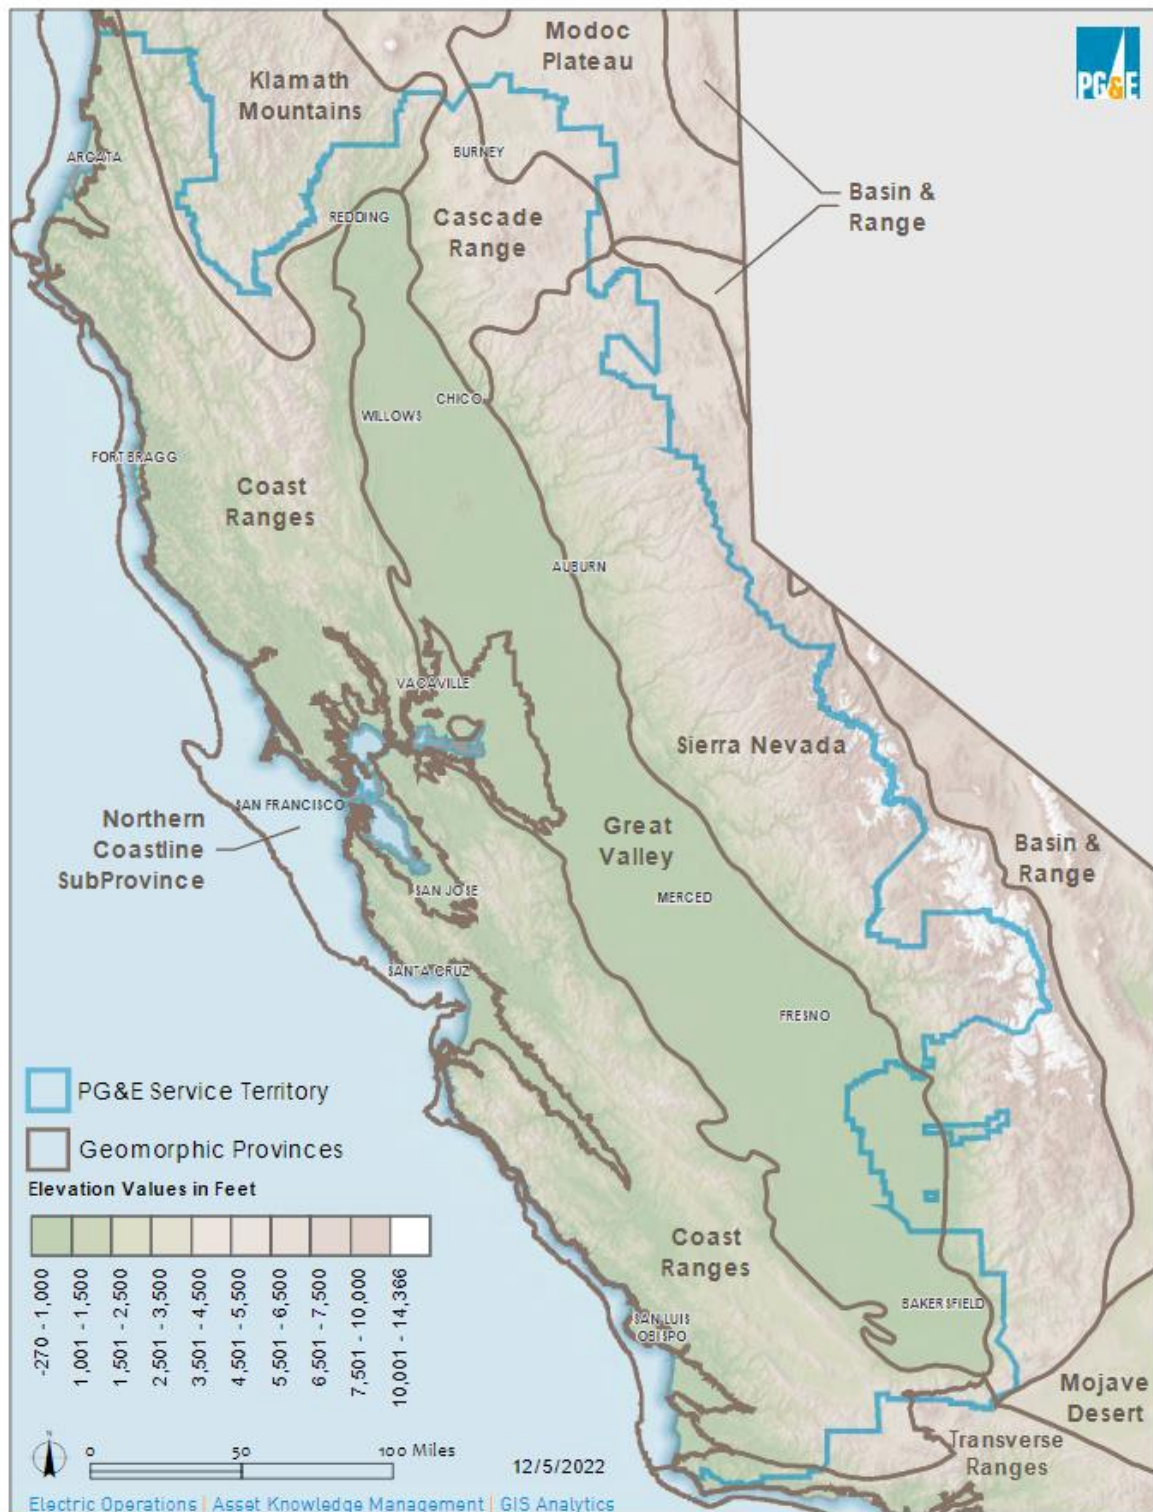 Modoc
Plateau
PG&E
Klamath
Mountains
ARCATA
BURNEY
Basin &
Range
REDDING
Cascade
Range
CHICO
WILLOWS
FORT BRAGG
Coast
Ranges
AUBURN
VACAVILLE
Sierra Nevada
SAN FRANCISCO
Northern
Coastline
SubProvince
Great
Valley
Basin &
Range
SAN JOSE
MERCED
SANTA CRUZ
FRESNO
PG&E Service Territory
Geomorphic Provinces
Elevation Values in Feet
-270 - 1,000
1,001 - 1,500
1,501 - 2,500
2,501 - 3,500
3,501 - 4,500
4,501 - 5,500
5,501 - 6,500
6,501 - 7,500
7,501 - 10,000
10,001 - 14,366
Coast
Ranges
BAKERSFIELD
SAN LUIS
OBISPO
Mojave
Desert
Transverse
Ranges
N
0 50 100 Miles
12/5/2022
Electric Operations | Asset Knowledge Management | GIS Analytics